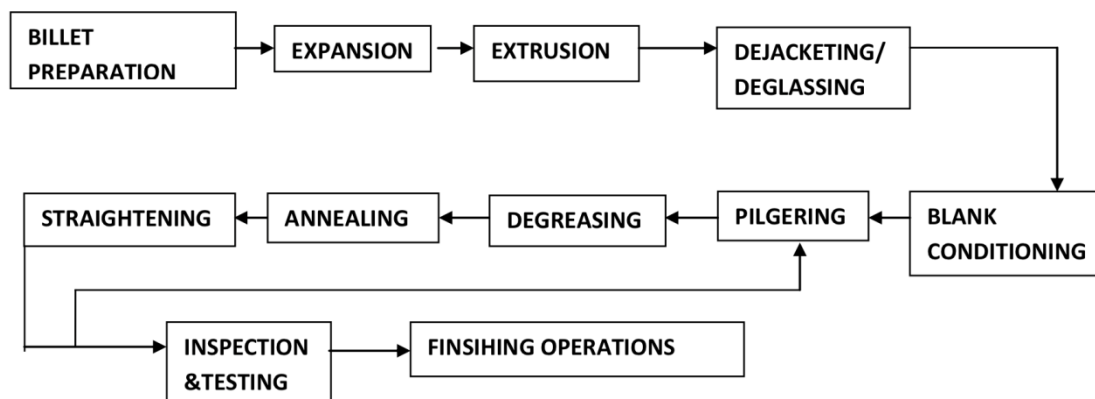 BILLET
PREPARATION
EXPANSION
EXTRUSION
DEJACKETING/
DEGLASSING
STRAIGHTENING
ANNEALING
DEGREASING
PILGERING
BLANK
CONDITIONING
INSPECTION
&TESTING
FINSIHING OPERATIONS